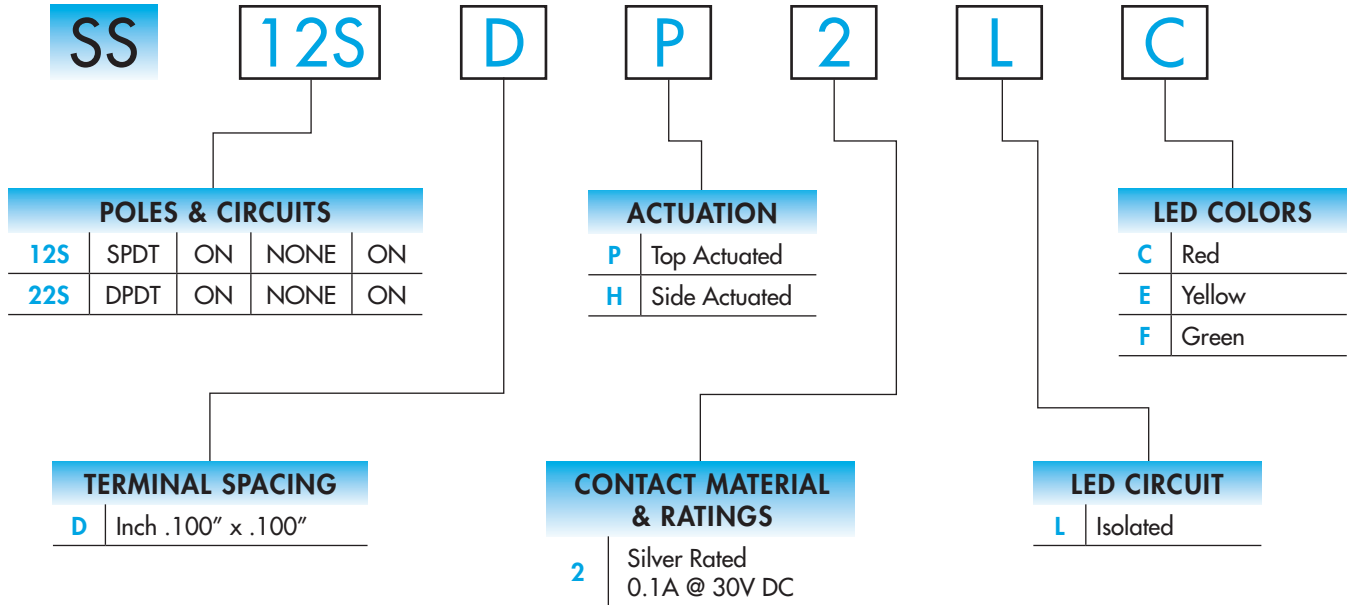 SS 12S D P 2 L C
POLES & CIRCUITS
12S SPDT ON NONE ON
22S DPDT ON NONE ON
ACTUATION
P Top Actuated
H Side Actuated
LED COLORS
C Red
E Yellow
F Green
TERMINAL SPACING
D Inch .100″ x .100″
CONTACT MATERIAL
& RATINGS
2 Silver Rated
0.1A @ 30V DC
LED CIRCUIT
L Isolated